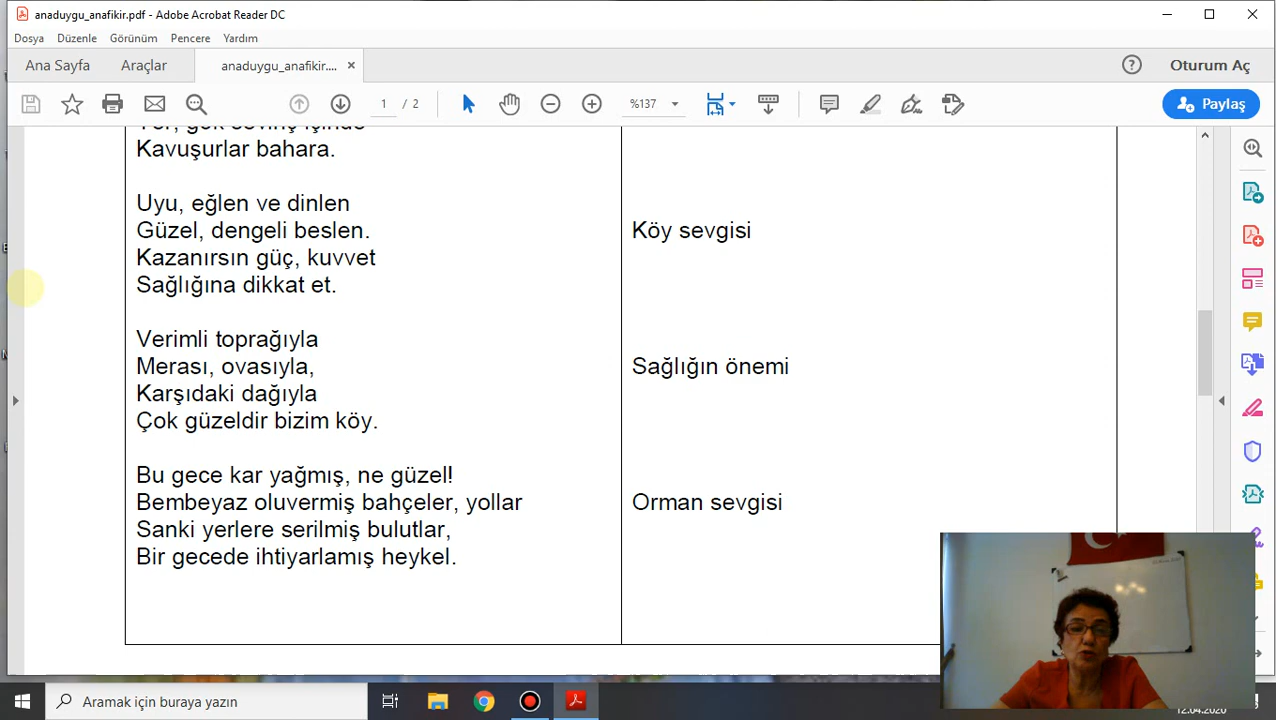 anaduygu_anafikir.pdf - Adobe Acrobat Reader DC
Dosya Düzenle Görünüm Pencere Yardım
Ana Sayfa Araçlar anaduygu_anafikir.... × Oturum Aç
1 / 2 %137 Paylaş
Kavuşurlar bahara.
Uyu, eğlen ve dinlen
Güzel, dengeli beslen.
Kazanırsın güç, kuvvet
Sağlığına dikkat et.
Köy sevgisi
Verimli toprağıyla
Merası, ovasıyla,
Karşıdaki dağıyla
Çok güzeldir bizim köy.
Sağlığın önemi
Bu gece kar yağmış, ne güzel!
Bembeyaz oluvermiş bahçeler, yollar
Sanki yerlere serilmiş bulutlar,
Bir gecede ihtiyarlamış heykel.
Orman sevgisi
Aramak için buraya yazın
12.04.2020